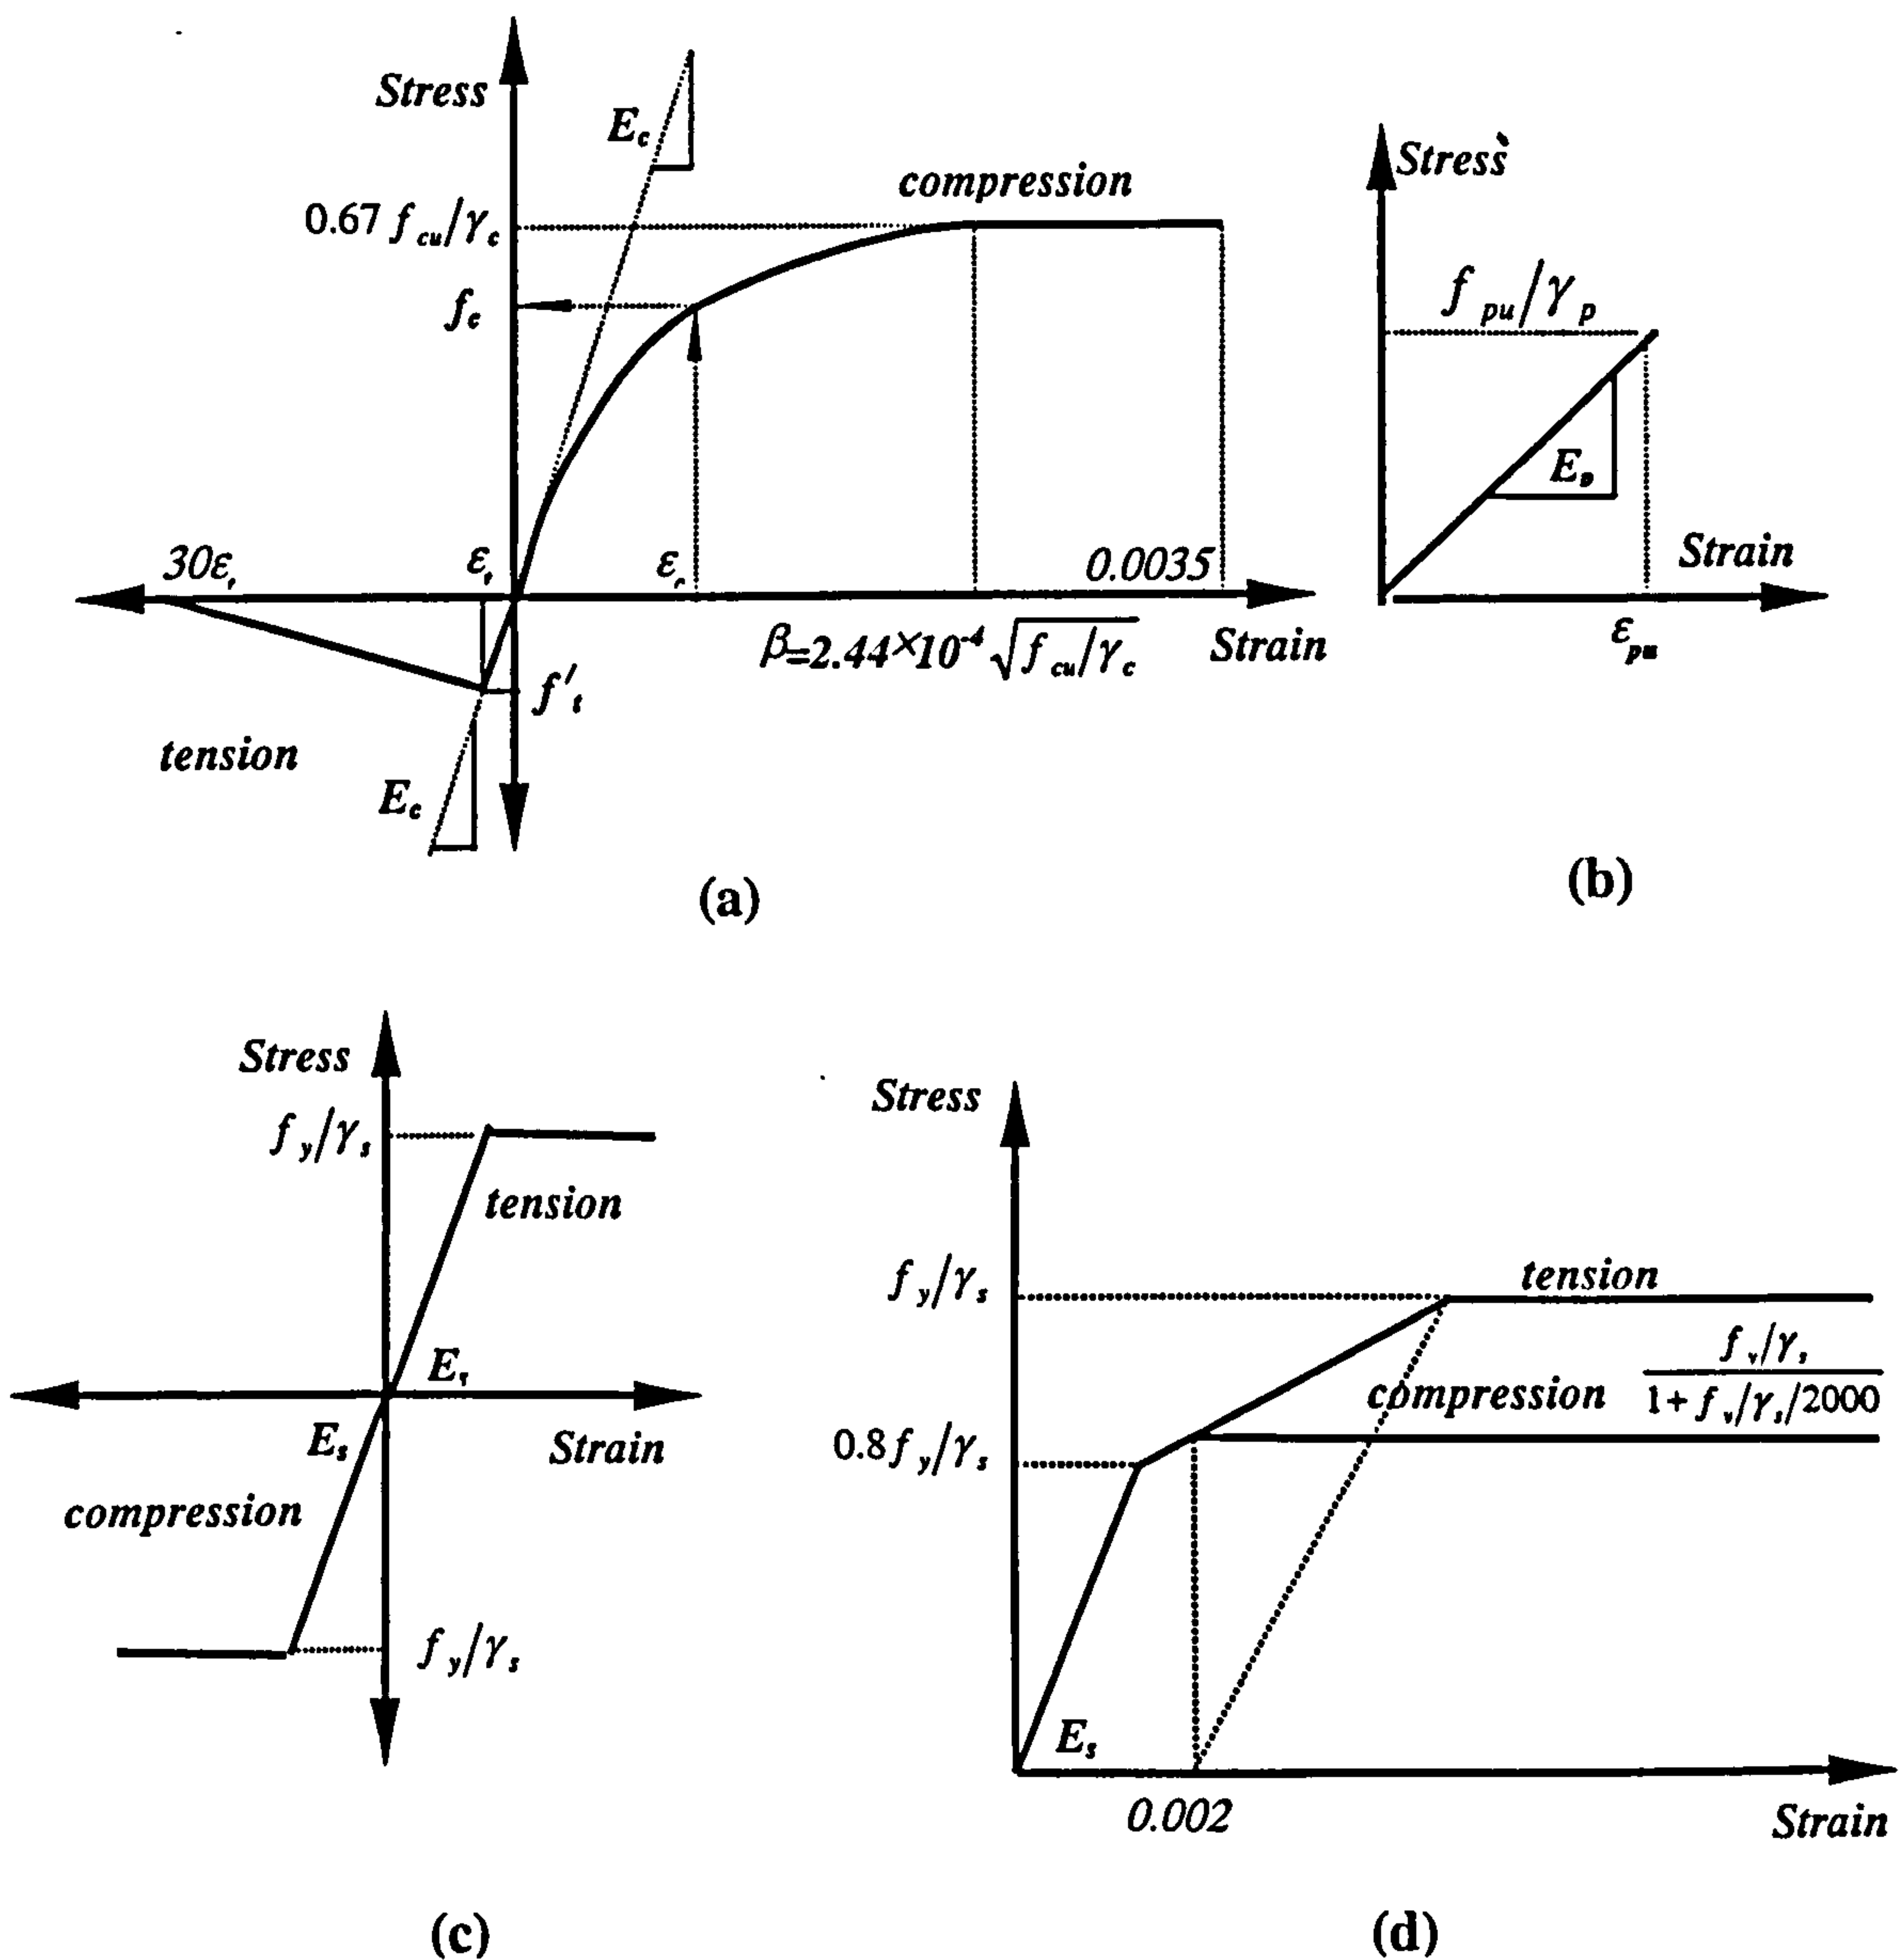 Stress
E_c
compression
0.67 f_cu/γ_c
f_c
30ε_t
ε_t
ε_c
0.0035
β=2.44×10^-4 √f_cu/γ_c
Strain
f'_t
tension
E_c
(a)
Stress
f_pu/γ_p
E_p
Strain
ε_pu
(b)
Stress
f_y/γ_s
tension
E_s
E_s
Strain
compression
f_y/γ_s
(c)
Stress
f_y/γ_s
tension
f_y/γ_s
compression
1+f_y/γ_s/2000
0.8f_y/γ_s
E_s
0.002
Strain
(d)